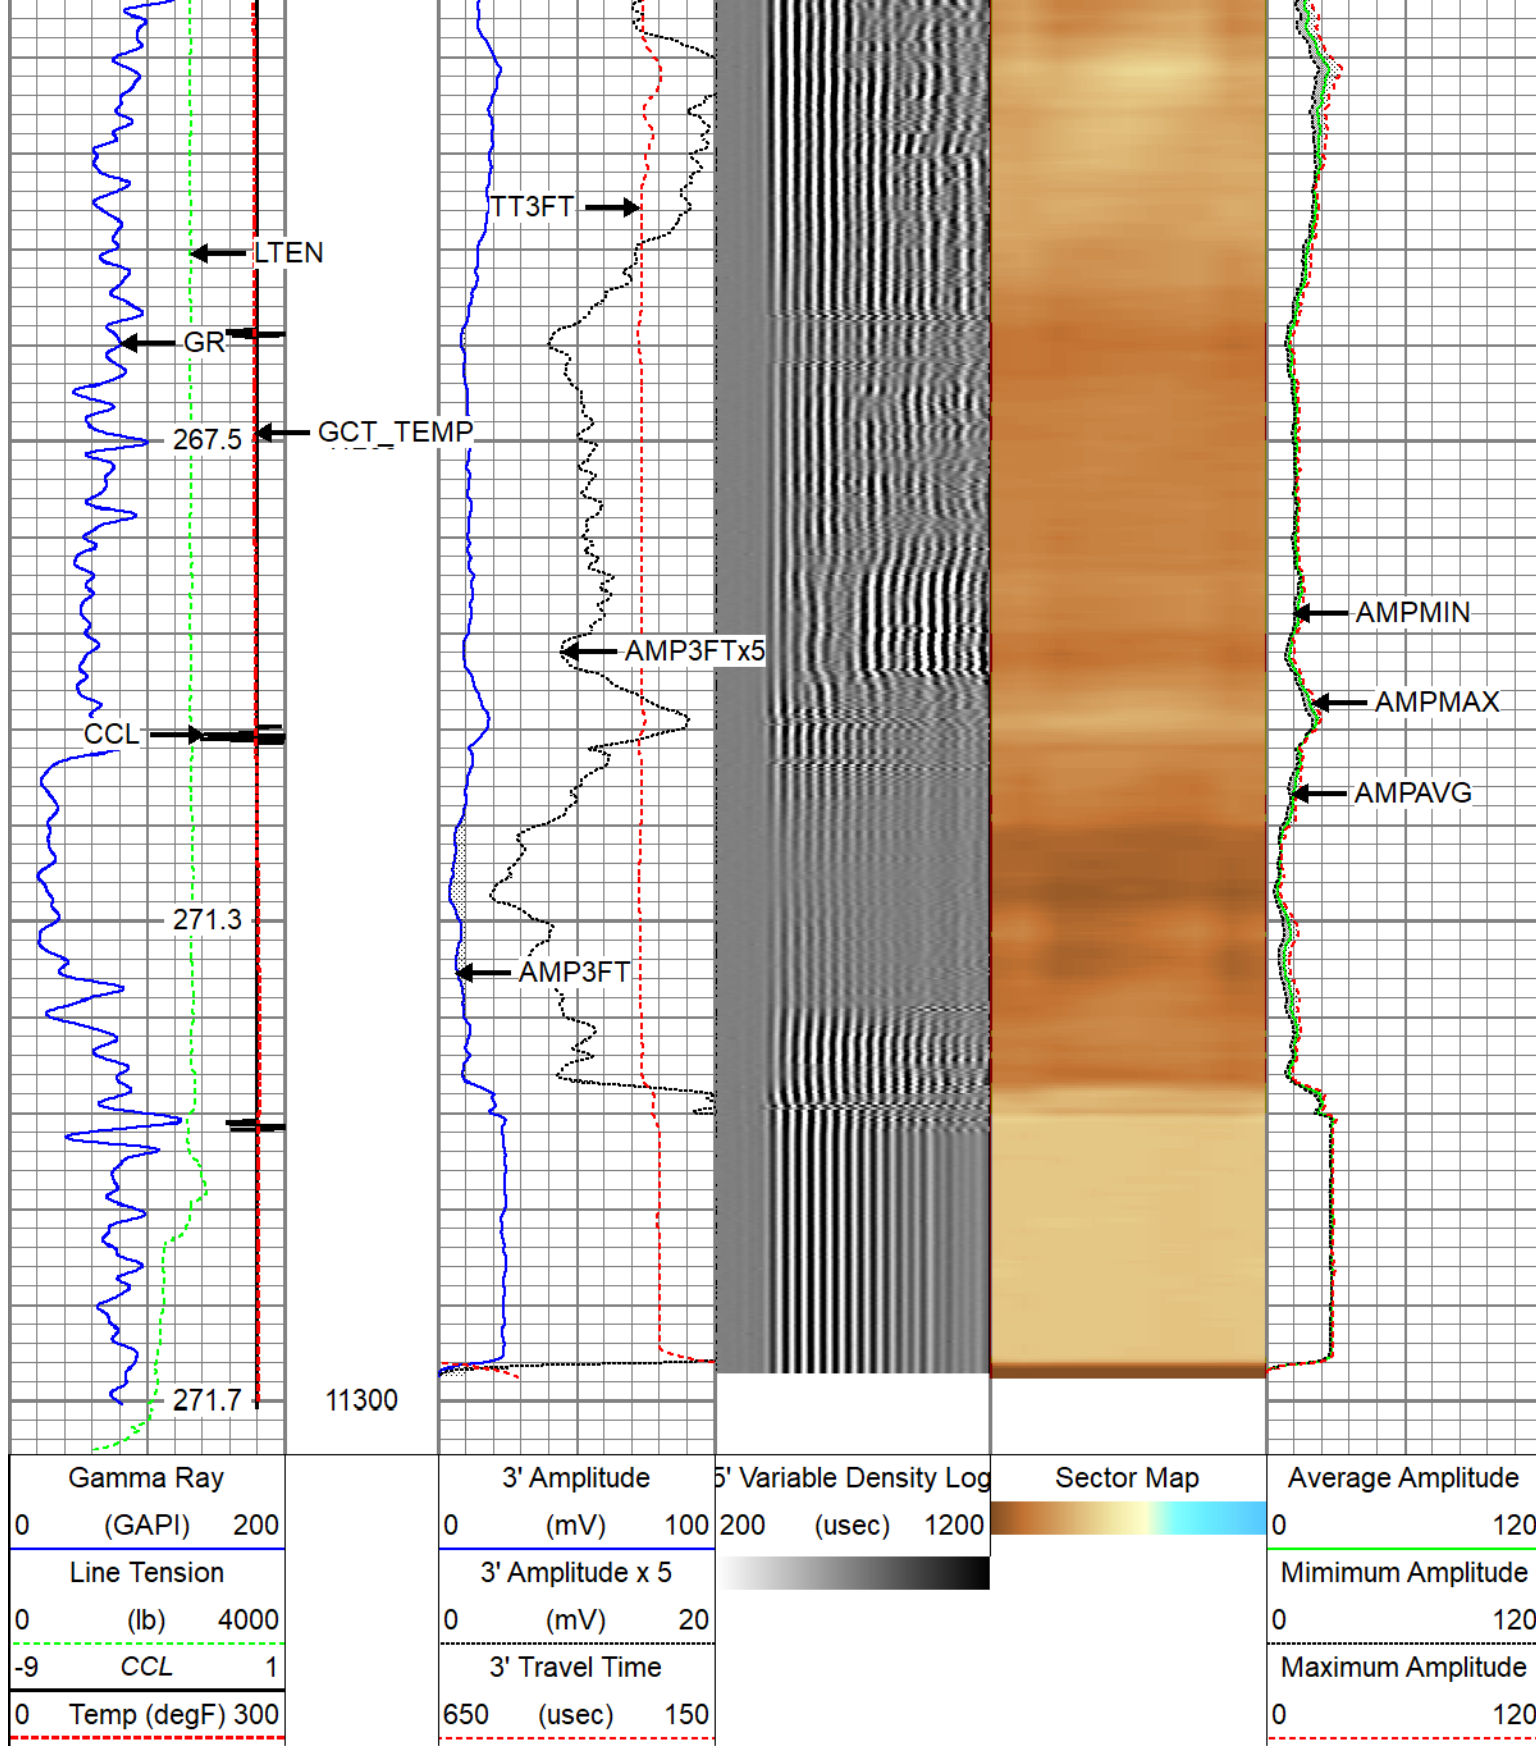 TT3FT
LTEN
GR
GCT_TEMP
267.5
AMPMIN
AMP3FTx5
AMPMAX
CCL
AMPAVG
271.3
AMP3FT
271.7
11300
Gamma Ray
0 (GAPI) 200
Line Tension
0 (lb) 4000
-9 CCL 1
0 Temp (degF) 300
3' Amplitude
0 (mV) 100
3' Amplitude x 5
0 (mV) 20
3' Travel Time
650 (usec) 150
5' Variable Density Log
200 (usec) 1200
Sector Map
Average Amplitude
0 120
Mimimum Amplitude
0 120
Maximum Amplitude
0 120